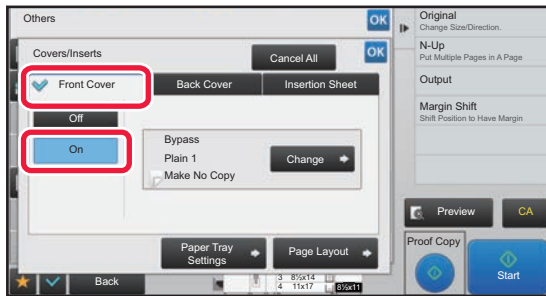 Others
OK
Covers/Inserts
Cancel All
OK
Front Cover
Back Cover
Insertion Sheet
Off
On
Bypass
Plain 1
Make No Copy
Change
Paper Tray
Settings
Page Layout
Back
3 8½x14
4 11x17
8½x11
Original
Change Size/Direction.
N-Up
Put Multiple Pages in A Page
Output
Margin Shift
Shift Position to Have Margin
Preview
CA
Proof Copy
Start